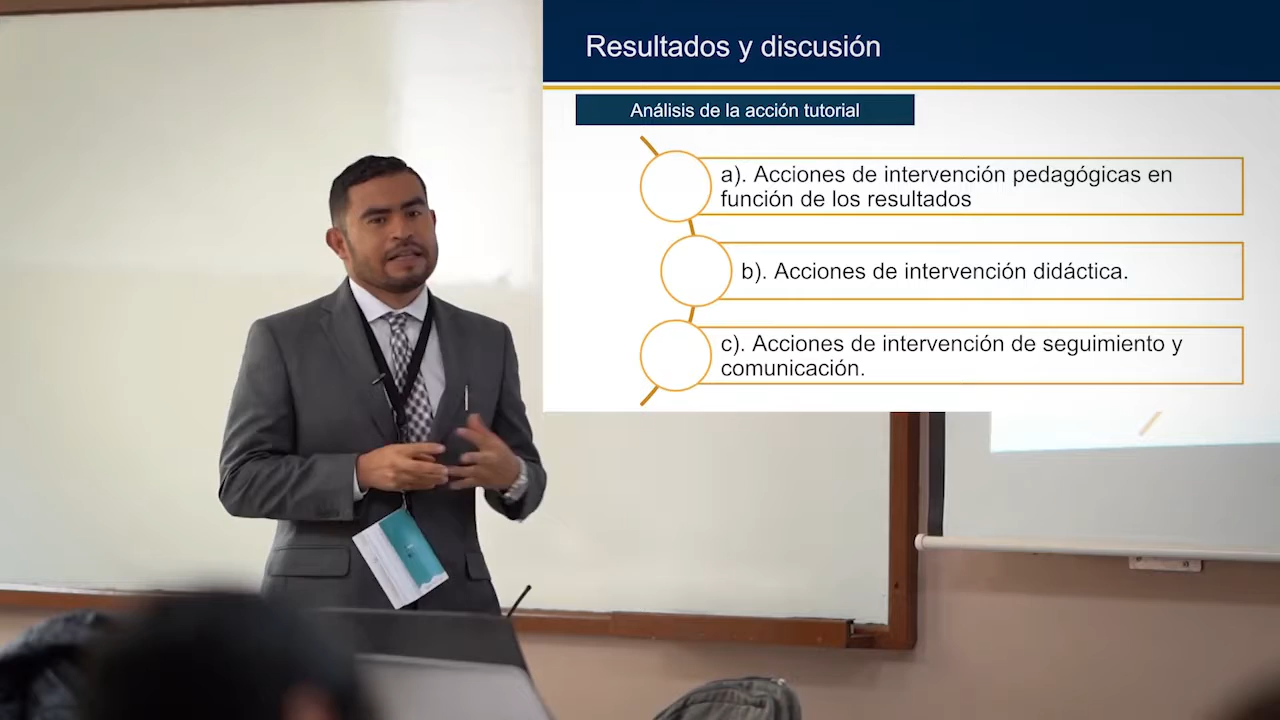 Resultados y discusión
Análisis de la acción tutorial
a). Acciones de intervención pedagógicas en
función de los resultados
b). Acciones de intervención didáctica.
c). Acciones de intervención de seguimiento y
comunicación.